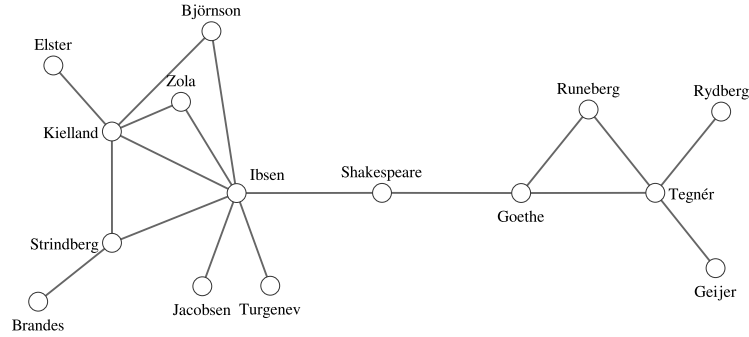 Björnson
Elster
Zola
Runeberg
Rydberg
Kielland
Ibsen
Shakespeare
Tegnér
Goethe
Strindberg
Geijer
Jacobsen
Turgenev
Brandes